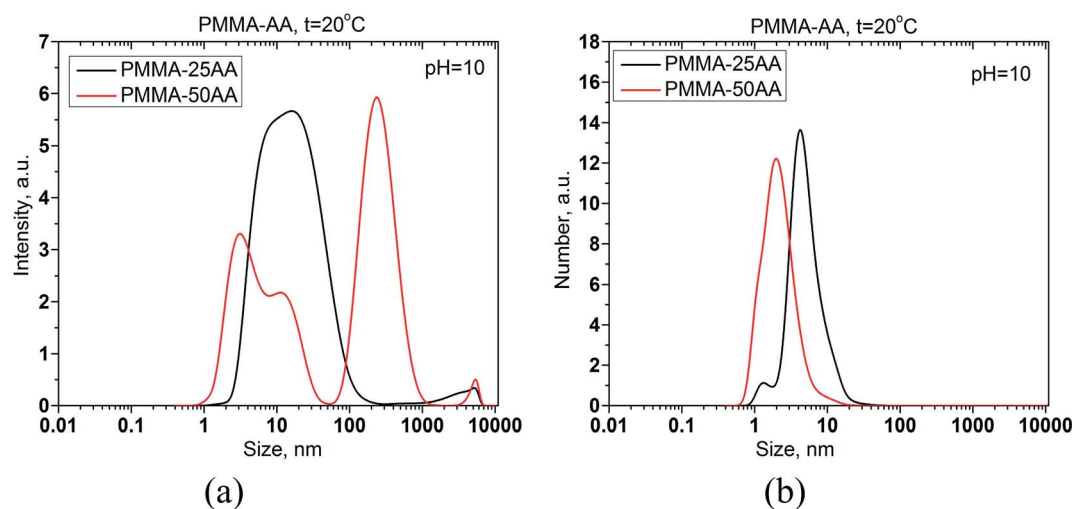 PMMA-AA, t=20°C
7
6
5
4
3
2
1
0
Intensity, a.u.
PMMA-25AA
PMMA-50AA
pH=10
0.01 0.1 1 10 100 1000 10000
Size, nm
(a)
PMMA-AA, t=20°C
18
16
14
12
10
8
6
4
2
0
Number, a.u.
PMMA-25AA
PMMA-50AA
pH=10
0.01 0.1 1 10 100 1000 10000
Size, nm
(b)